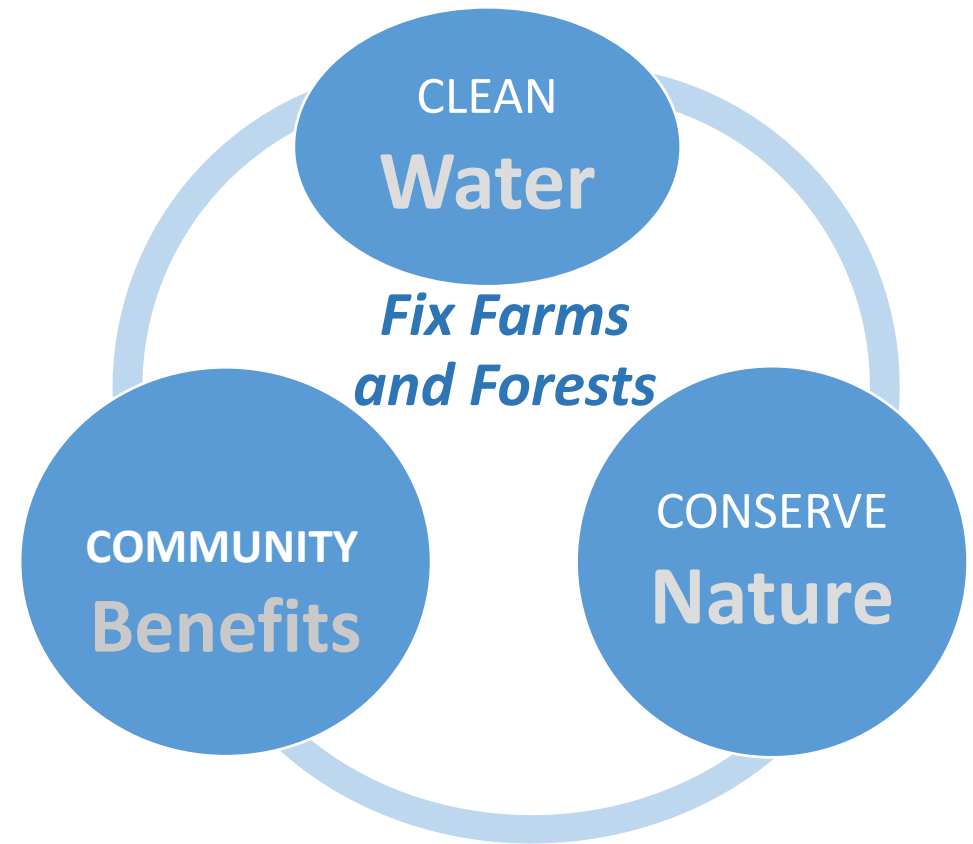 CLEAN
Water
Fix Farms
and Forests
COMMUNITY
Benefits
CONSERVE
Nature